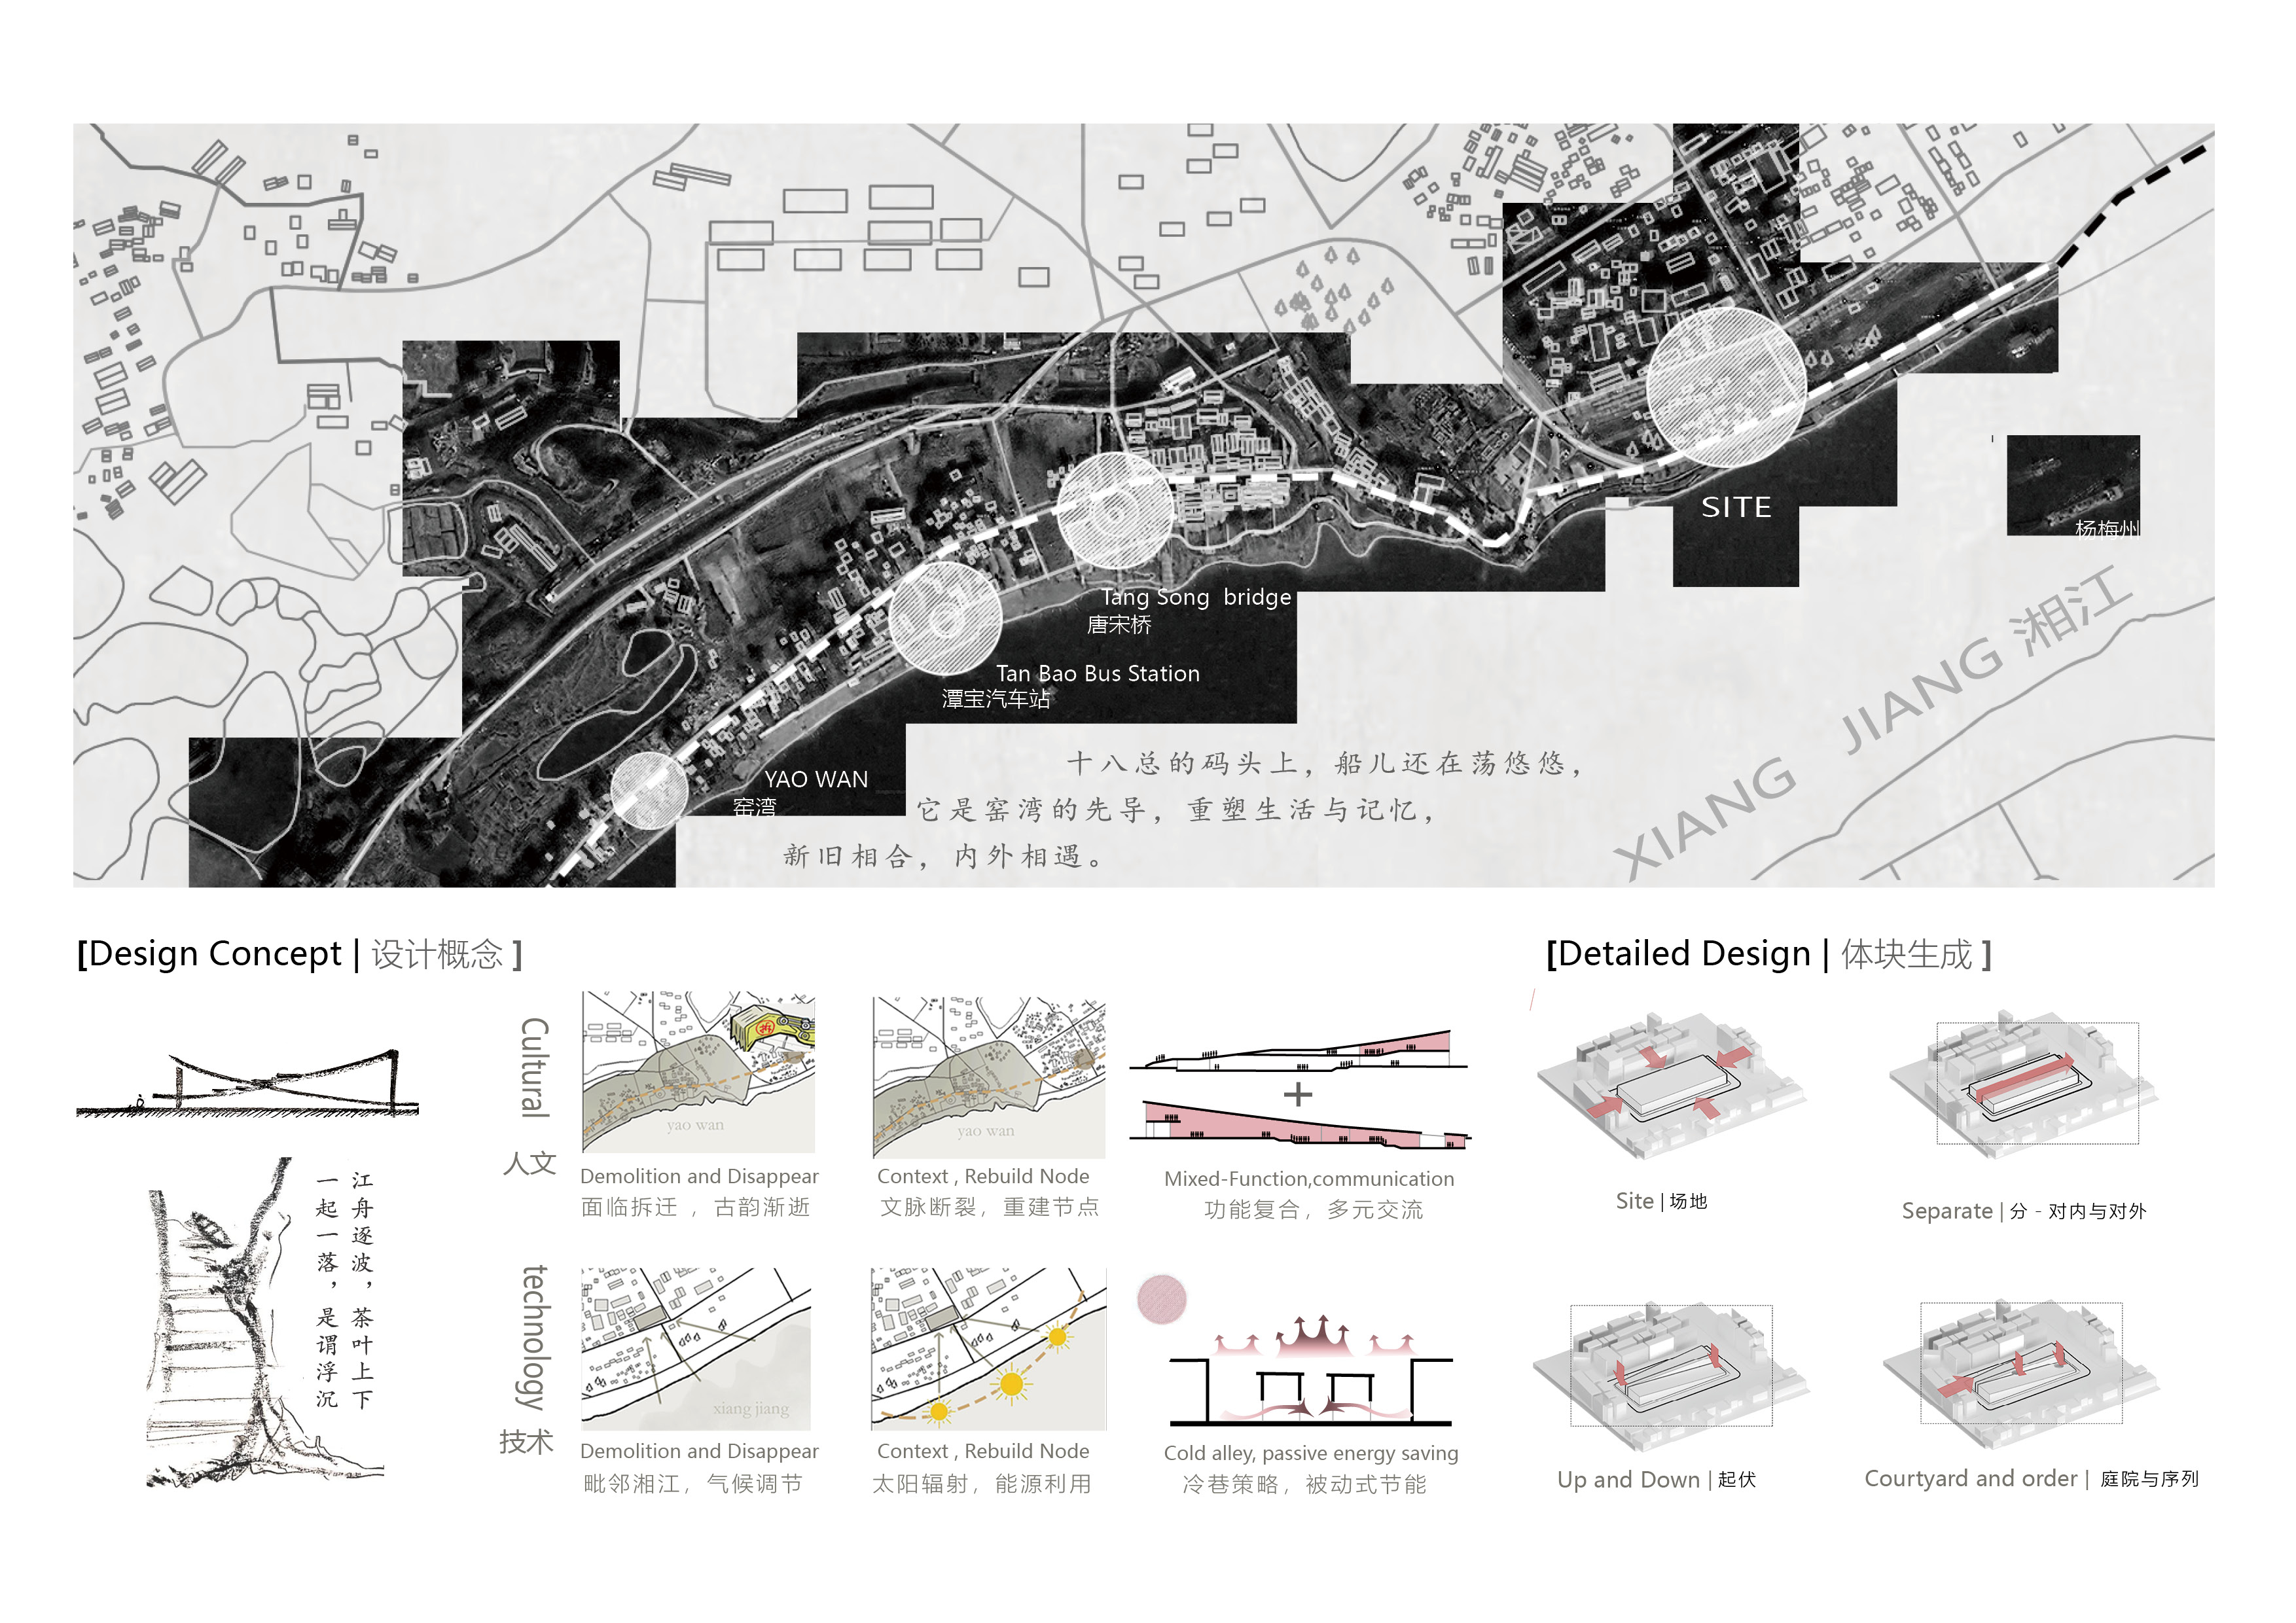 SITE
杨梅州
Tang Song bridge
唐宋桥
Tan Bao Bus Station
潭宝汽车站
YAO WAN
窑湾
XIANG JIANG 湘江
十八总的码头上，船儿还在荡悠悠，
它是窑湾的先导，重塑生活与记忆，
新旧相合，内外相遇。
[Design Concept | 设计概念 ]
江舟逐波，茶叶上下
一起一落，是谓浮沉
Cultural 人文
拆
yao wan
Demolition and Disappear
面临拆迁 ，古韵渐逝
yao wan
Context , Rebuild Node
文脉断裂，重建节点
+
Mixed-Function,communication
功能复合，多元交流
technology 技术
xiang jiang
Demolition and Disappear
毗邻湘江，气候调节
Context , Rebuild Node
太阳辐射，能源利用
Cold alley, passive energy saving
冷巷策略，被动式节能
[Detailed Design | 体块生成 ]
Site | 场地
Separate | 分 - 对内与对外
Up and Down | 起伏
Courtyard and order | 庭院与序列